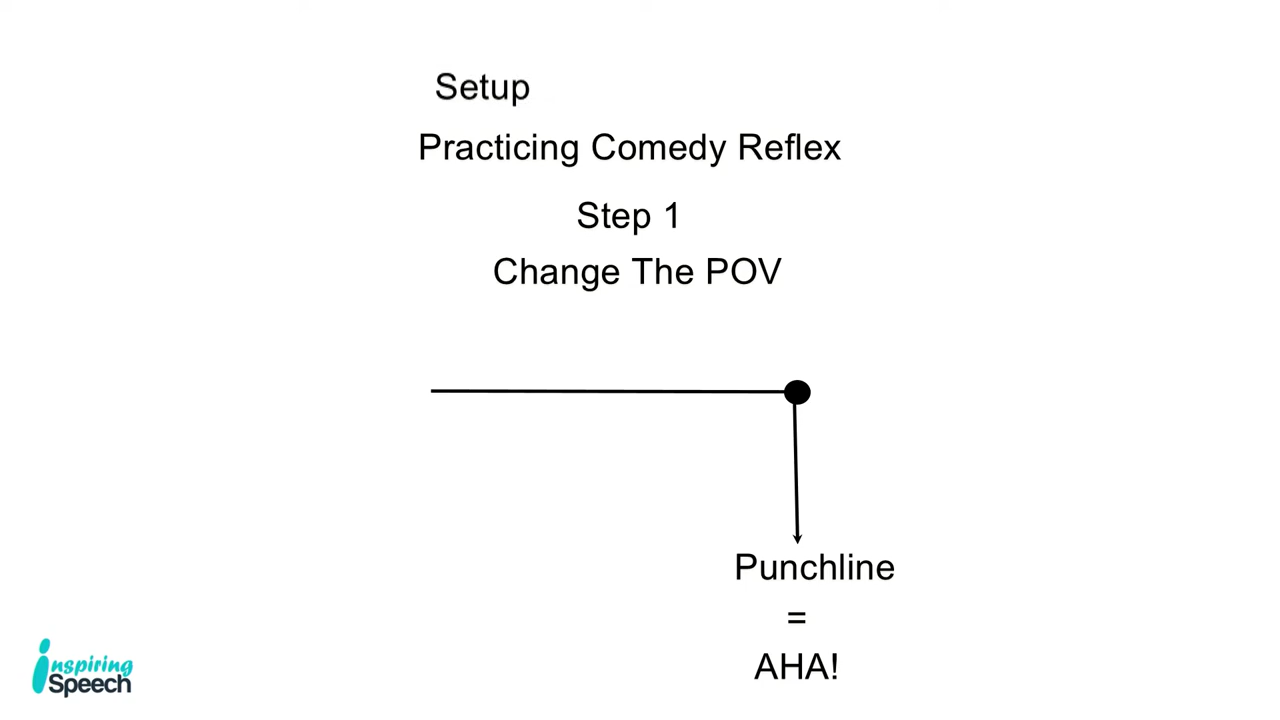 Setup
Practicing Comedy Reflex
Step 1
Change The POV
Punchline
=
AHA!
inspiring
Speech